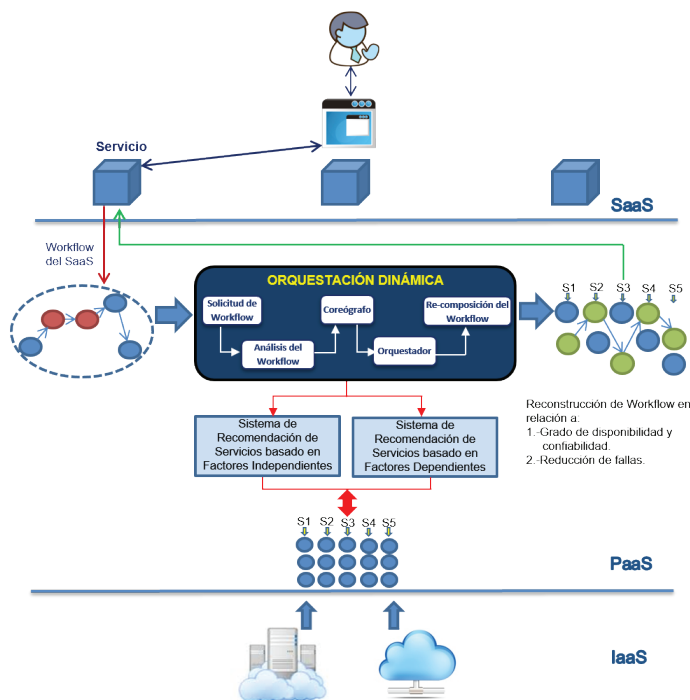 Servicio
SaaS
Workflow
del SaaS
ORQUESTACIÓN DINÁMICA
Solicitud de
Workflow
Análisis del
Workflow
Coreógrafo
Orquestador
Re-composición del
Workflow
S1 S2 S3 S4 S5
Reconstrucción de Workflow en
relación a:
1.-Grado de disponibilidad y
confiabilidad.
2.-Reducción de fallas.
Sistema de
Recomendación de
Servicios basado en
Factores Independientes
Sistema de
Recomendación de
Servicios basado en
Factores Dependientes
S1 S2 S3 S4 S5
PaaS
IaaS